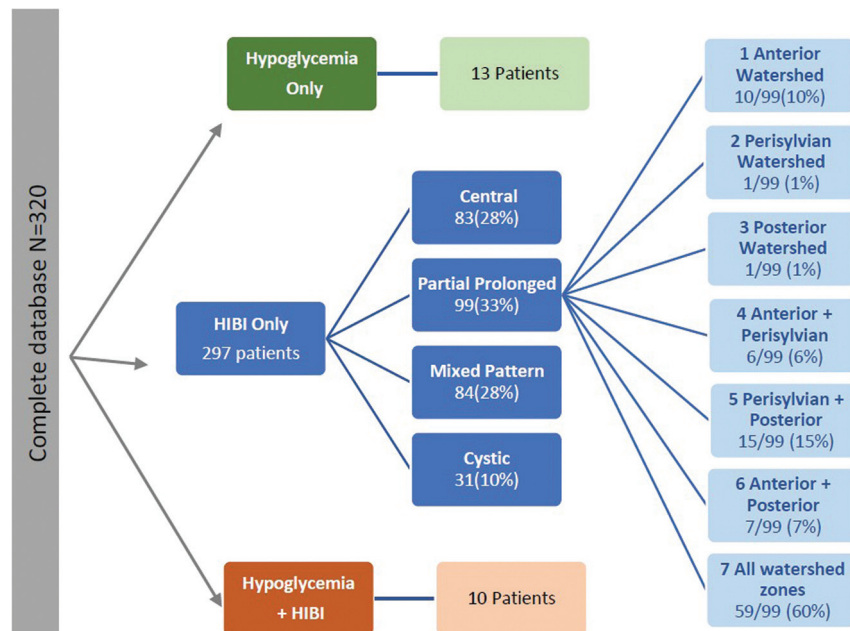 Complete database N=320
Hypoglycemia
Only
13 Patients
HIBI Only
297 patients
Central
83(28%)
Partial Prolonged
99(33%)
Mixed Pattern
84(28%)
Cystic
31(10%)
Hypoglycemia
+ HIBI
10 Patients
1 Anterior
Watershed
10/99(10%)
2 Perisylvian
Watershed
1/99 (1%)
3 Posterior
Watershed
1/99 (1%)
4 Anterior +
Perisylvian
6/99 (6%)
5 Perisylvian +
Posterior
15/99 (15%)
6 Anterior +
Posterior
7/99 (7%)
7 All watershed
zones
59/99 (60%)